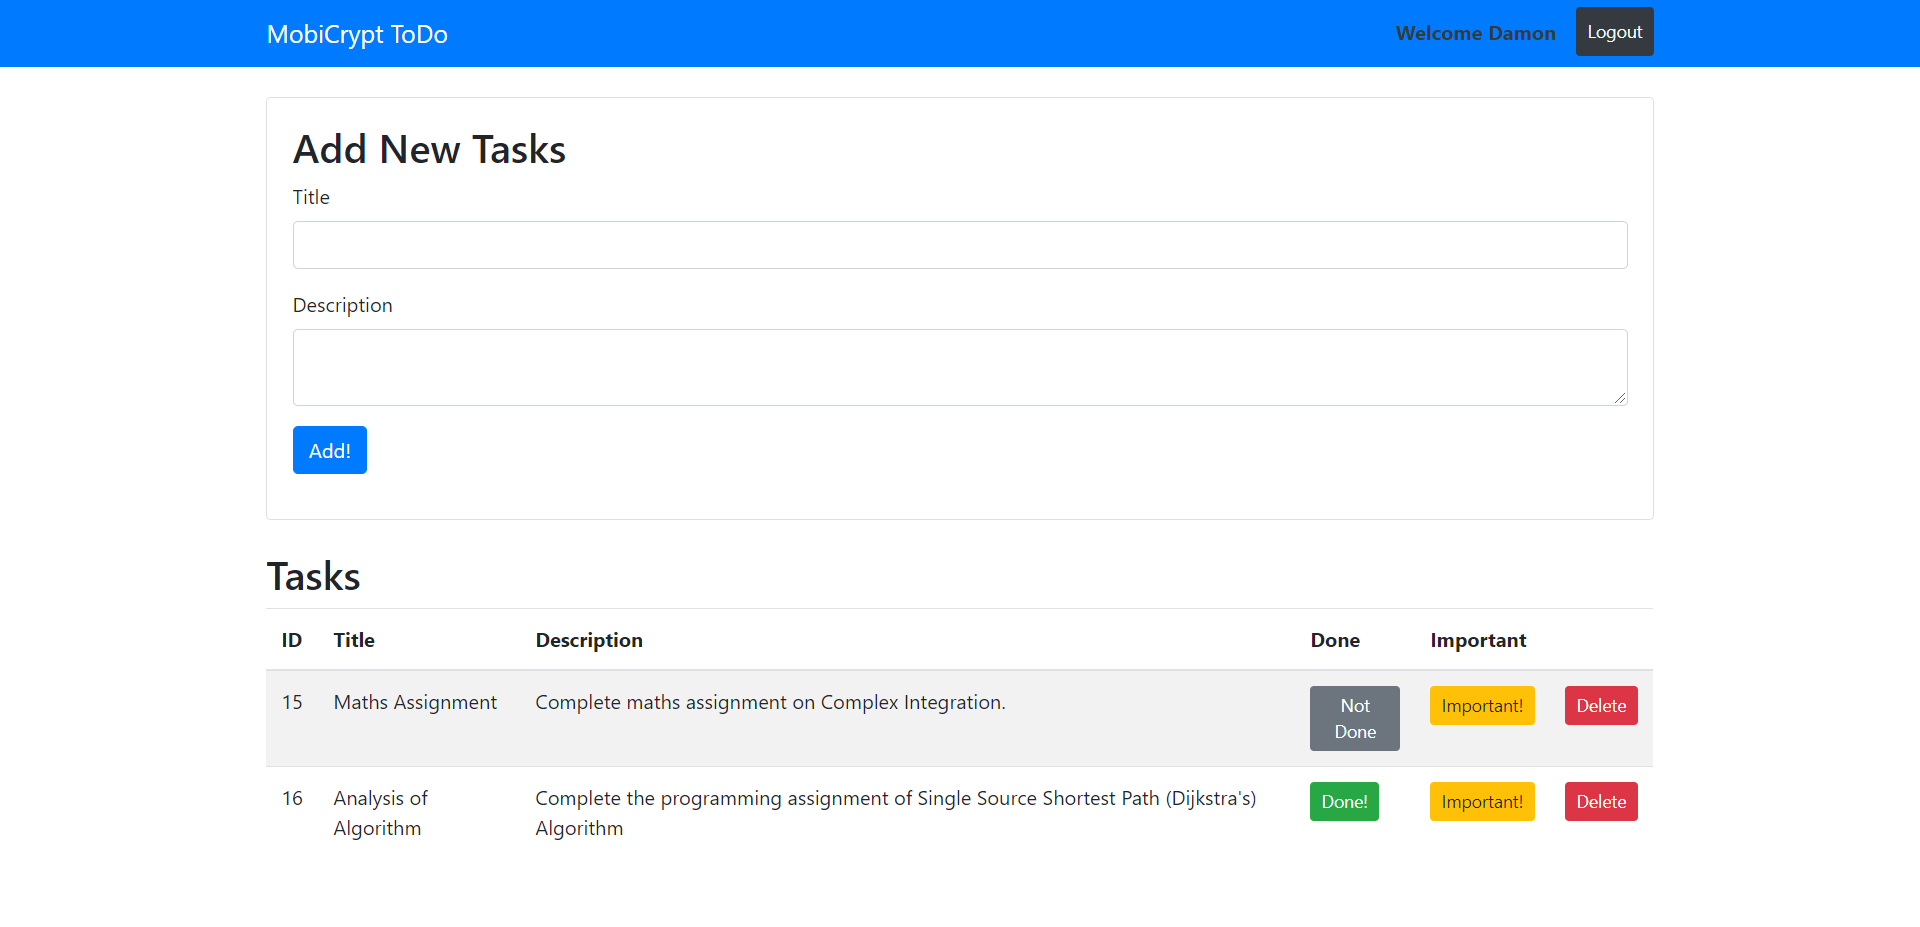 MobiCrypt ToDo
Welcome Damon
Logout
Add New Tasks
Title
Description
Add!
Tasks
ID Title Description Done Important
15 Maths Assignment Complete maths assignment on Complex Integration. Not Done Important! Delete
16 Analysis of Algorithm Complete the programming assignment of Single Source Shortest Path (Dijkstra's) Algorithm Done! Important! Delete